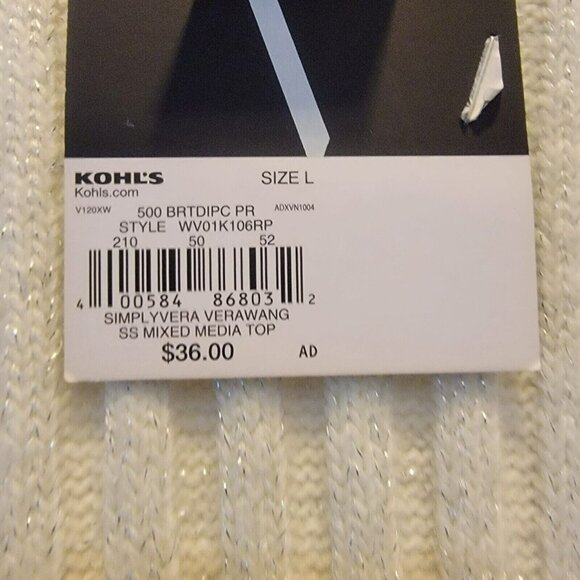 KOHL'S SIZE L
Kohls.com
V120XW 500 BRTDIPC PR ADXVN1004
STYLE WV01K106RP
210 50 52
4 00584 86803 2
SIMPLYVERA VERAWANG
SS MIXED MEDIA TOP
$36.00 AD